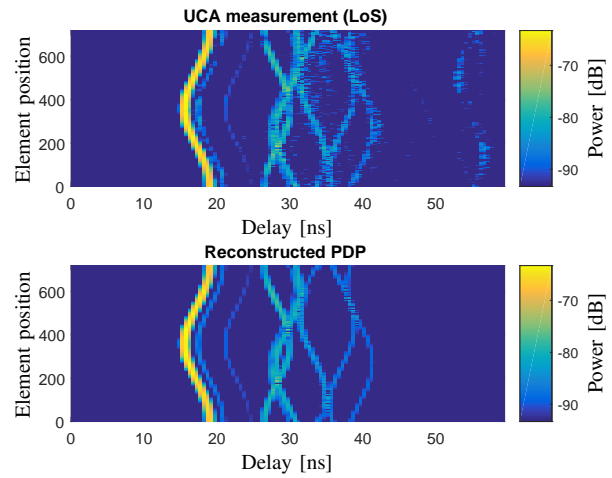 UCA measurement (LoS)
Element position
600
400
200
0
0 10 20 30 40 50
Delay [ns]
-70
-80
-90
Power [dB]
Reconstructed PDP
Element position
600
400
200
0
0 10 20 30 40 50
Delay [ns]
-70
-80
-90
Power [dB]